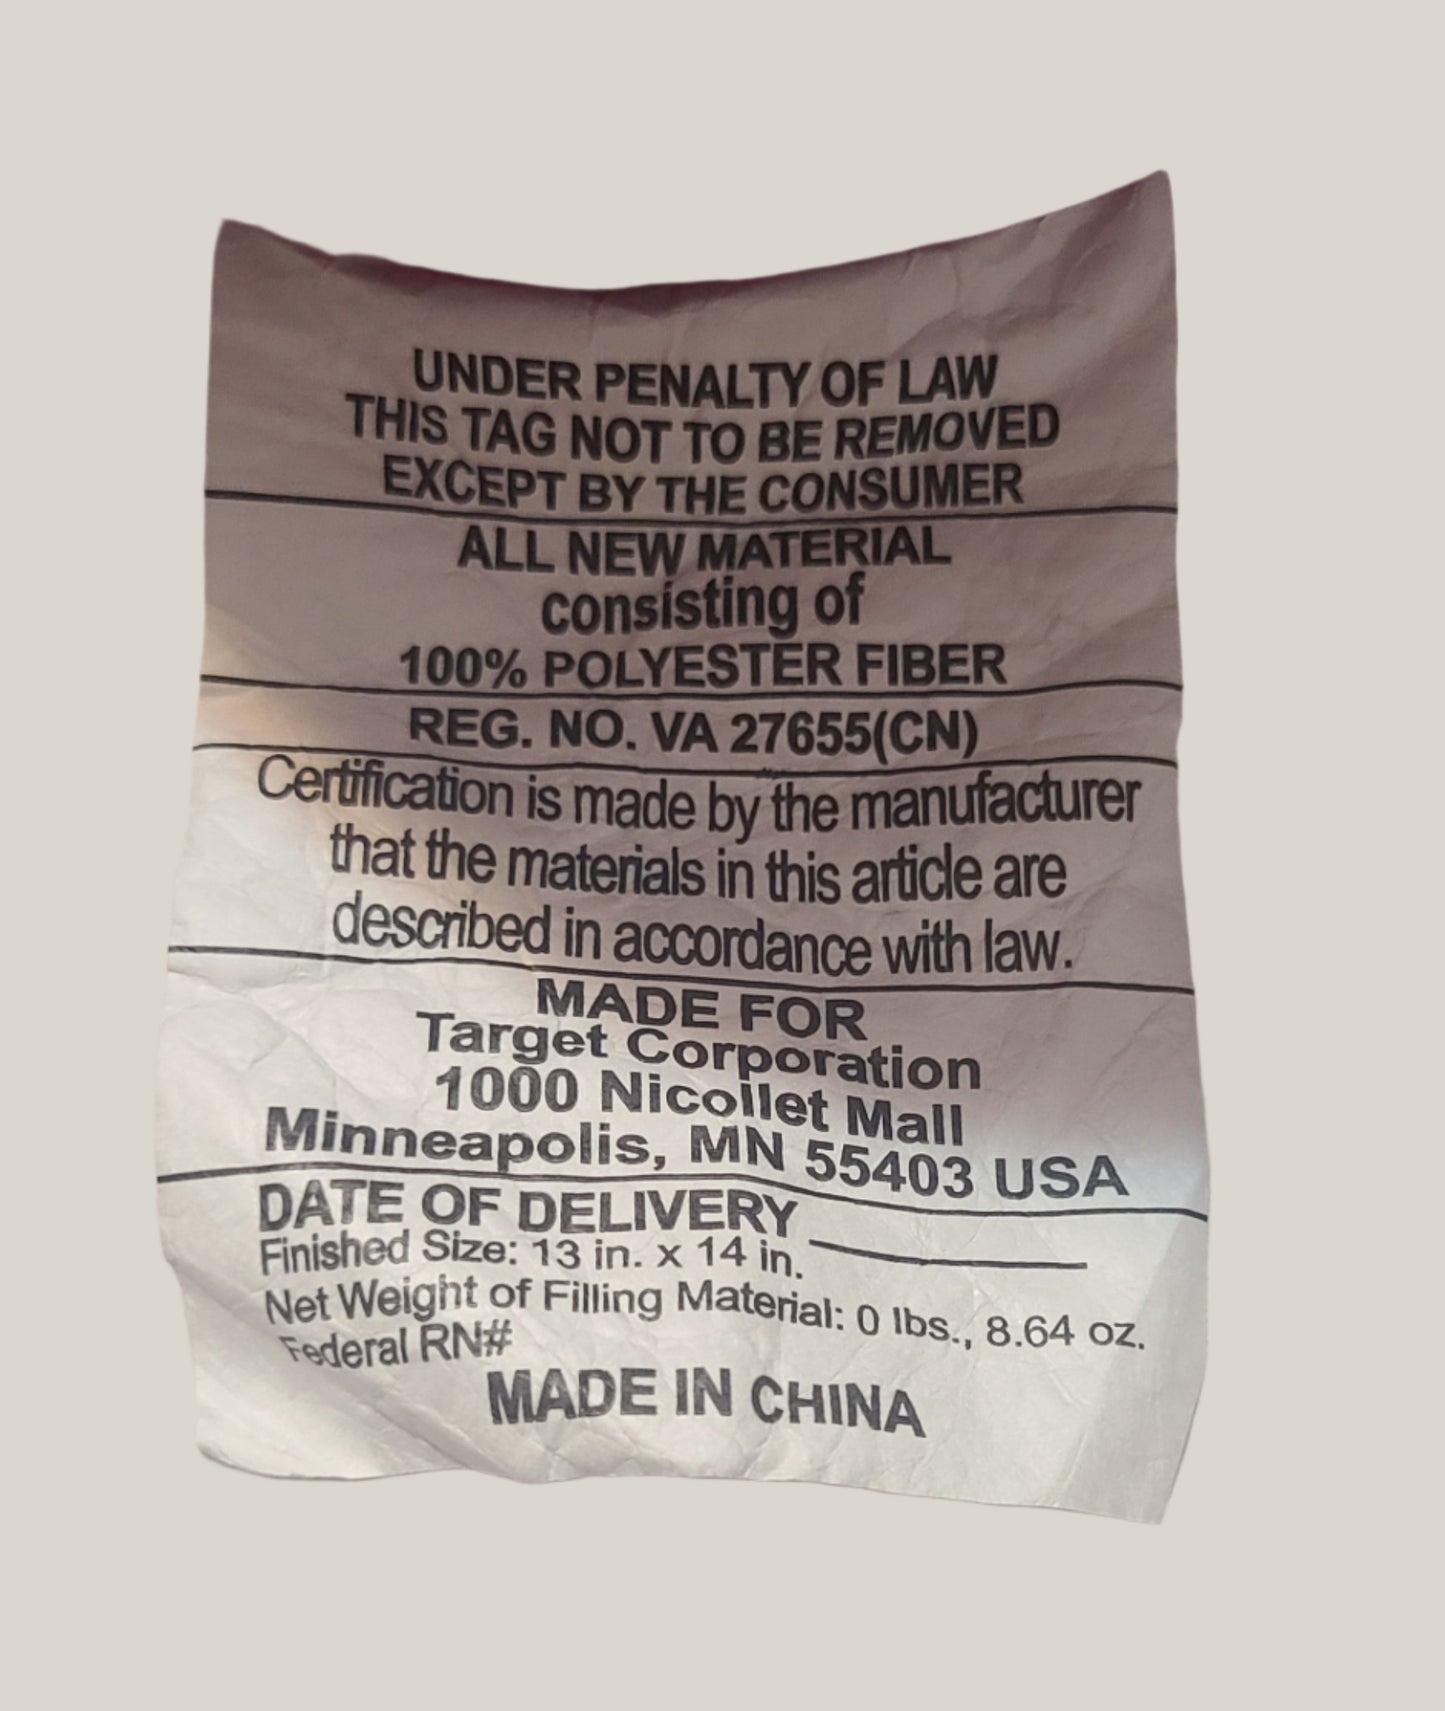 UNDER PENALTY OF LAW
THIS TAG NOT TO BE REMOVED
EXCEPT BY THE CONSUMER
ALL NEW MATERIAL
consisting of
100% POLYESTER FIBER
REG. NO. VA 27655(CN)
Certification is made by the manufacturer
that the materials in this article are
described in accordance with law.
MADE FOR
Target Corporation
1000 Nicollet Mall
Minneapolis, MN 55403 USA
DATE OF DELIVERY
Finished Size: 13 in. x 14 in.
Net Weight of Filling Material: 0 lbs., 8.64 oz.
Federal RN#
MADE IN CHINA